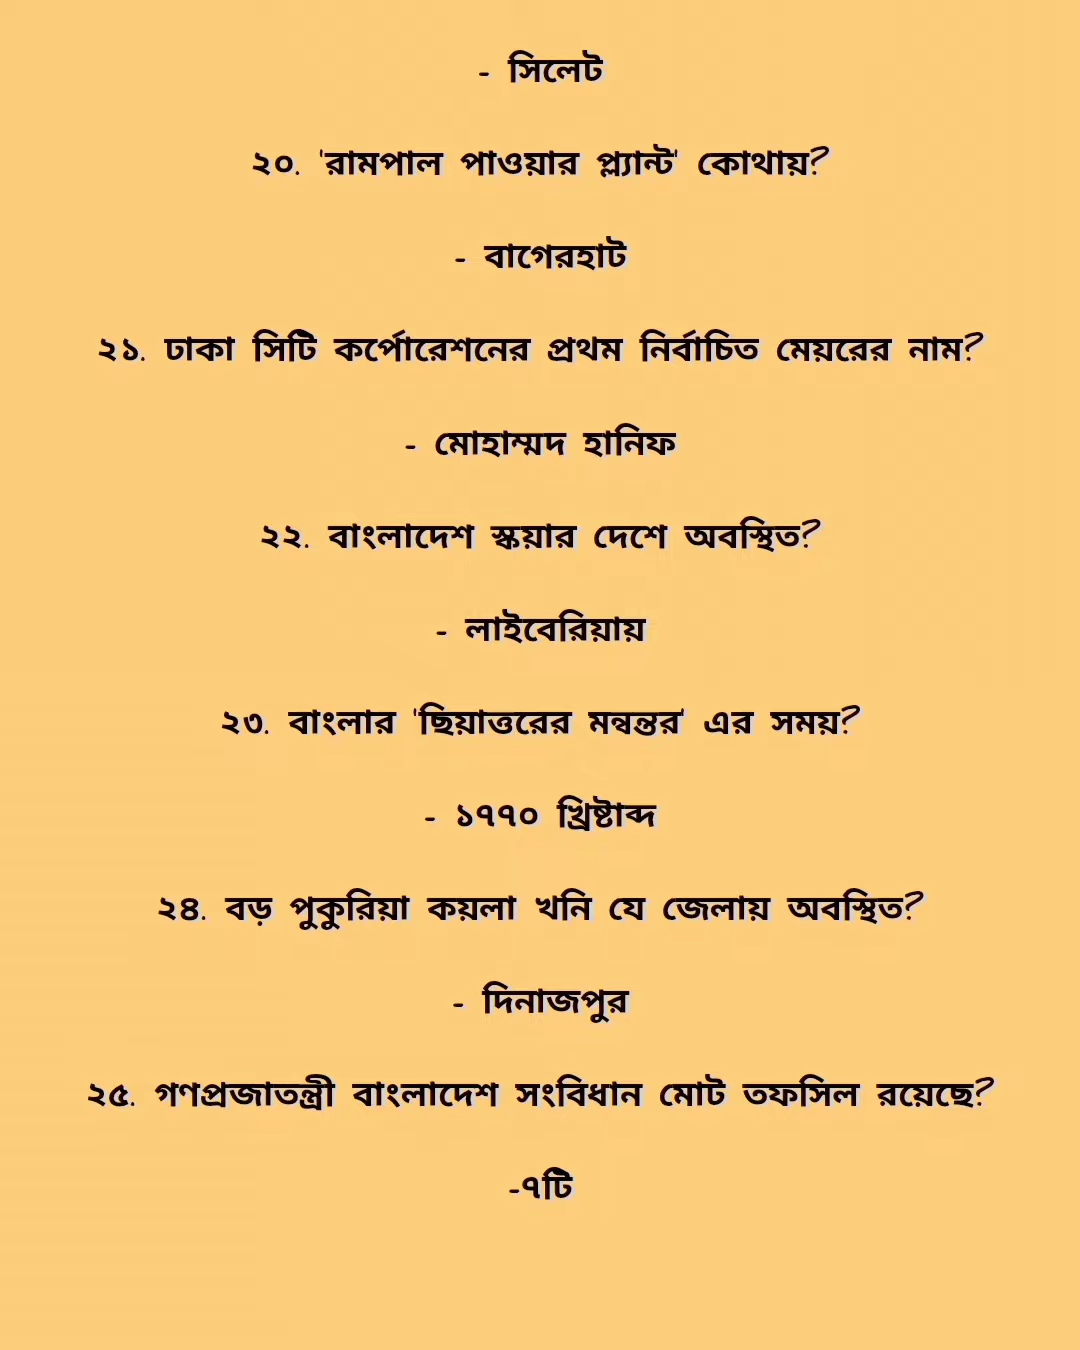 - সিলেট
২০. 'রামপাল পাওয়ার প্ল্যান্ট' কোথায়?
- বাগেরহাট
২১. ঢাকা সিটি কর্পোরেশনের প্রথম নির্বাচিত মেয়রের নাম?
- মোহাম্মদ হানিফ
২২. বাংলাদেশ স্কয়ার দেশে অবস্থিত?
- লাইবেরিয়ায়
২৩. বাংলার 'ছিয়াত্তরের মন্বন্তর' এর সময়?
- ১৭৭০ খ্রিষ্টাব্দ
২৪. বড় পুকুরিয়া কয়লা খনি যে জেলায় অবস্থিত?
- দিনাজপুর
২৫. গণপ্রজাতন্ত্রী বাংলাদেশ সংবিধান মোট তফসিল রয়েছে?
-৭টি